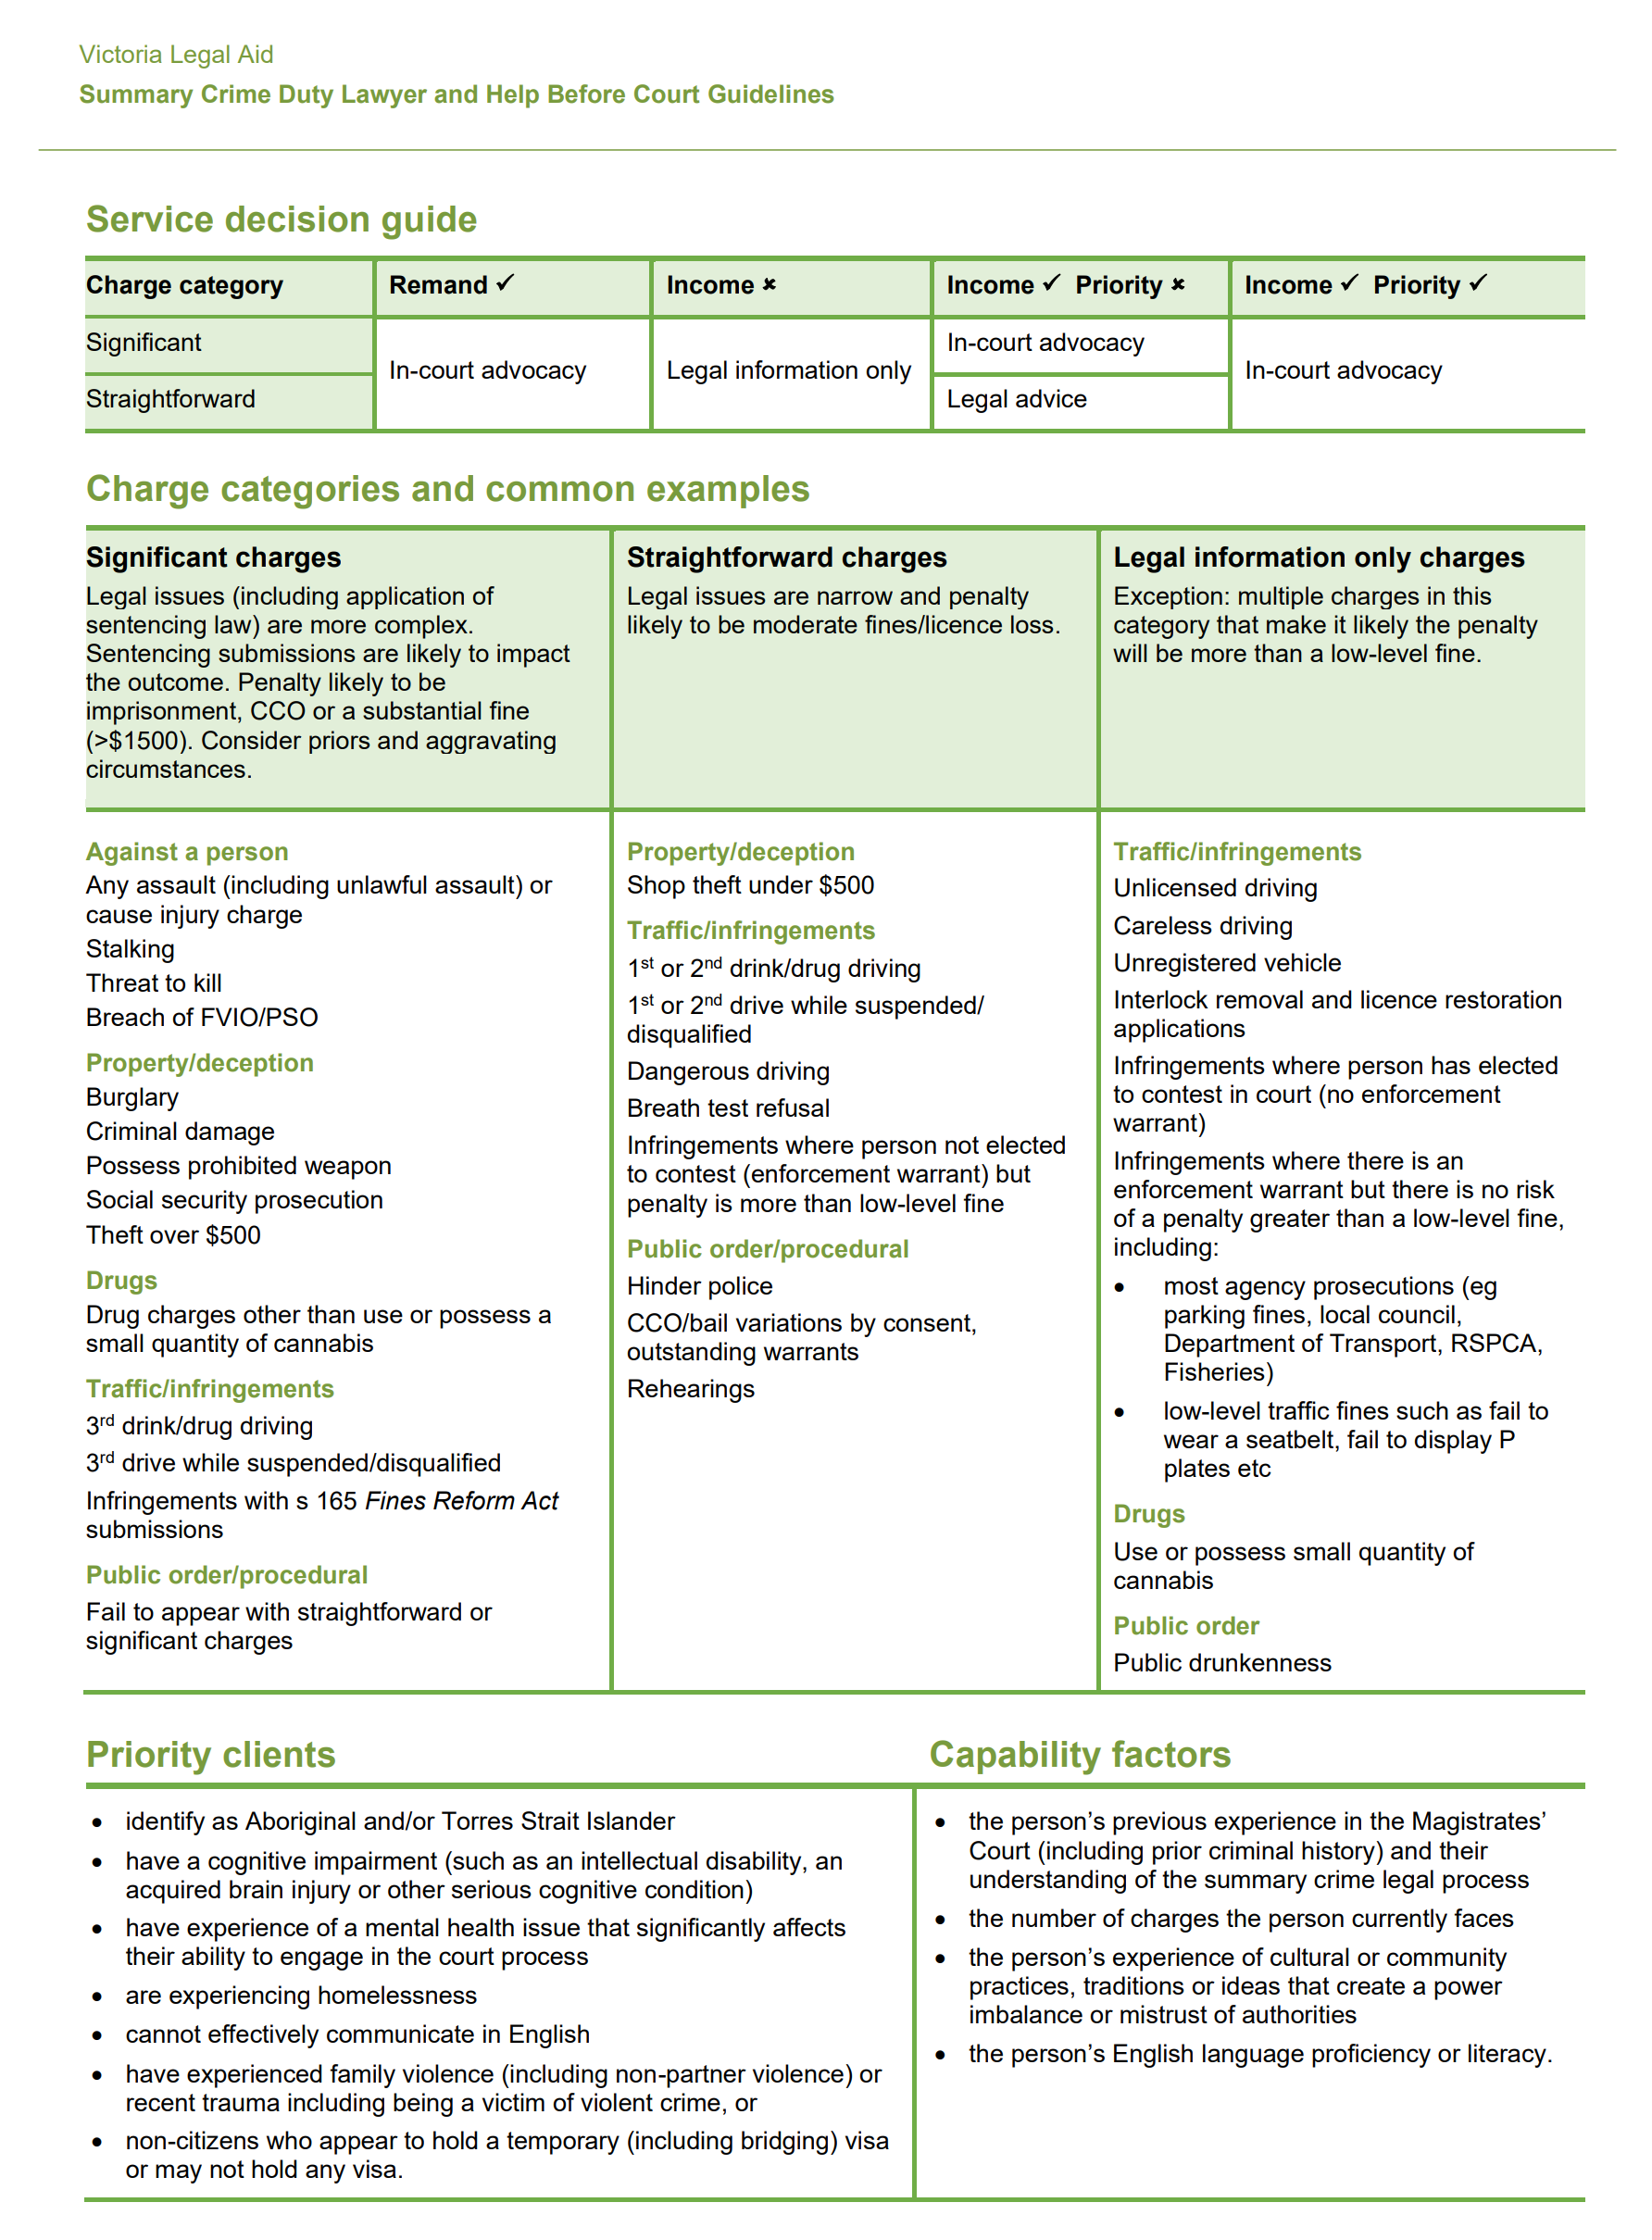 Victoria Legal Aid
Summary Crime Duty Lawyer and Help Before Court Guidelines
Service decision guide
Charge category Remand ✓ Income ✘ Income ✓ Priority ✘ Income ✓ Priority ✓
Significant In-court advocacy
In-court advocacy Legal information only In-court advocacy
Straightforward Legal advice
Charge categories and common examples
Significant charges
Legal issues (including application of
sentencing law) are more complex.
Sentencing submissions are likely to impact
the outcome. Penalty likely to be
imprisonment, CCO or a substantial fine
(>$1500). Consider priors and aggravating
circumstances.
Straightforward charges
Legal issues are narrow and penalty
likely to be moderate fines/licence loss.
Legal information only charges
Exception: multiple charges in this
category that make it likely the penalty
will be more than a low-level fine.
Against a person
Any assault (including unlawful assault) or
cause injury charge
Stalking
Threat to kill
Breach of FVIO/PSO
Property/deception
Burglary
Criminal damage
Possess prohibited weapon
Social security prosecution
Theft over $500
Drugs
Drug charges other than use or possess a
small quantity of cannabis
Traffic/infringements
3rd drink/drug driving
3rd drive while suspended/disqualified
Infringements with s 165 Fines Reform Act
submissions
Public order/procedural
Fail to appear with straightforward or
significant charges
Property/deception
Shop theft under $500
Traffic/infringements
1st or 2nd drink/drug driving
1st or 2nd drive while suspended/
disqualified
Dangerous driving
Breath test refusal
Infringements where person not elected
to contest (enforcement warrant) but
penalty is more than low-level fine
Public order/procedural
Hinder police
CCO/bail variations by consent,
outstanding warrants
Rehearings
Traffic/infringements
Unlicensed driving
Careless driving
Unregistered vehicle
Interlock removal and licence restoration
applications
Infringements where person has elected
to contest in court (no enforcement
warrant)
Infringements where there is an
enforcement warrant but there is no risk
of a penalty greater than a low-level fine,
including:
• most agency prosecutions (eg
parking fines, local council,
Department of Transport, RSPCA,
Fisheries)
• low-level traffic fines such as fail to
wear a seatbelt, fail to display P
plates etc
Drugs
Use or possess small quantity of
cannabis
Public order
Public drunkenness
Priority clients
• identify as Aboriginal and/or Torres Strait Islander
• have a cognitive impairment (such as an intellectual disability, an
acquired brain injury or other serious cognitive condition)
• have experience of a mental health issue that significantly affects
their ability to engage in the court process
• are experiencing homelessness
• cannot effectively communicate in English
• have experienced family violence (including non-partner violence) or
recent trauma including being a victim of violent crime, or
• non-citizens who appear to hold a temporary (including bridging) visa
or may not hold any visa.
Capability factors
• the person’s previous experience in the Magistrates’
Court (including prior criminal history) and their
understanding of the summary crime legal process
• the number of charges the person currently faces
• the person’s experience of cultural or community
practices, traditions or ideas that create a power
imbalance or mistrust of authorities
• the person’s English language proficiency or literacy.